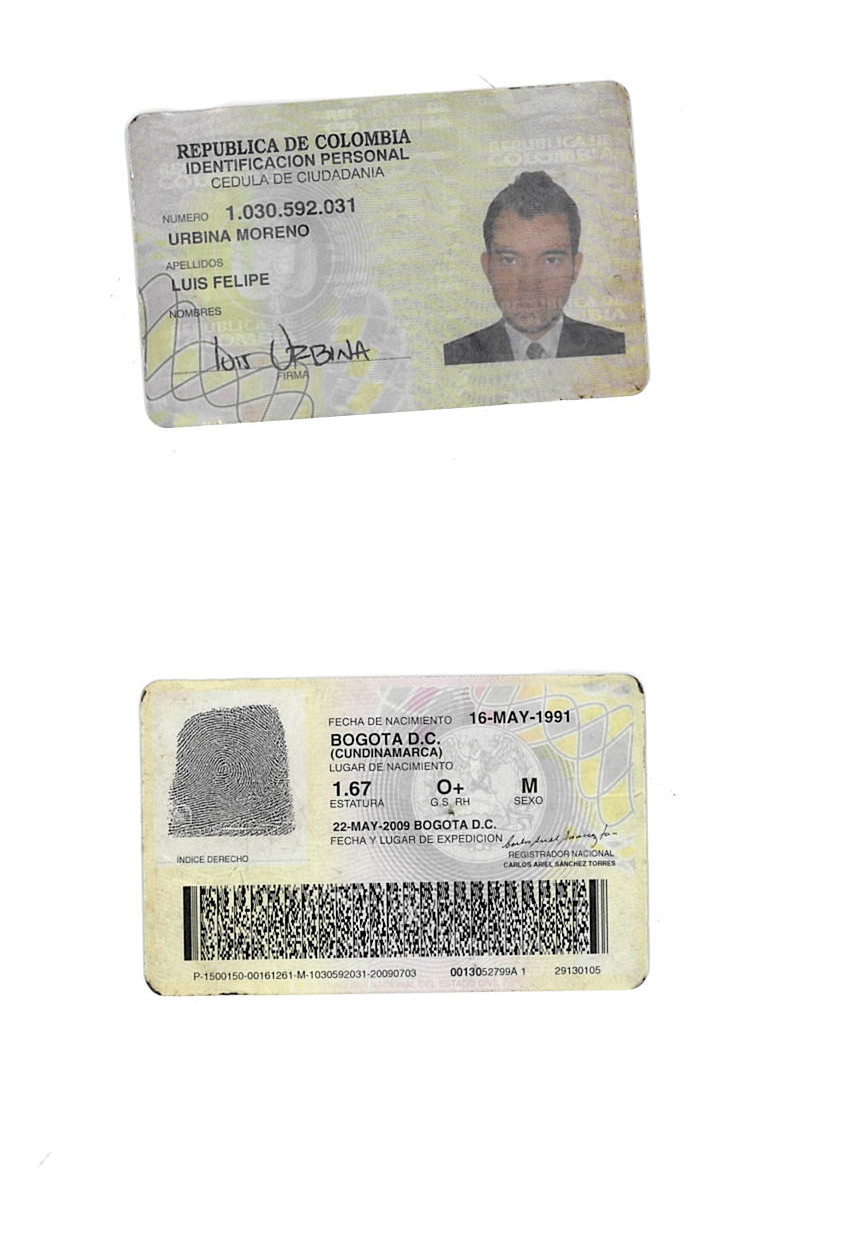 REPUBLICA DE COLOMBIA
IDENTIFICACION PERSONAL
CEDULA DE CIUDADANIA
NUMERO 1.030.592.031
URBINA MORENO
APELLIDOS
LUIS FELIPE
NOMBRES
LUIS URBINA
FIRMA
FECHA DE NACIMIENTO 16-MAY-1991
BOGOTA D.C.
(CUNDINAMARCA)
LUGAR DE NACIMIENTO
1.67 O+ M
ESTATURA G.S. RH SEXO
22-MAY-2009 BOGOTA D.C.
FECHA Y LUGAR DE EXPEDICION
INDICE DERECHO
REGISTRADOR NACIONAL
CARLOS ARIEL SANCHEZ TORRES
P-1500150-00161261-M-1030592031-20090703 0013052799A 1 29130105